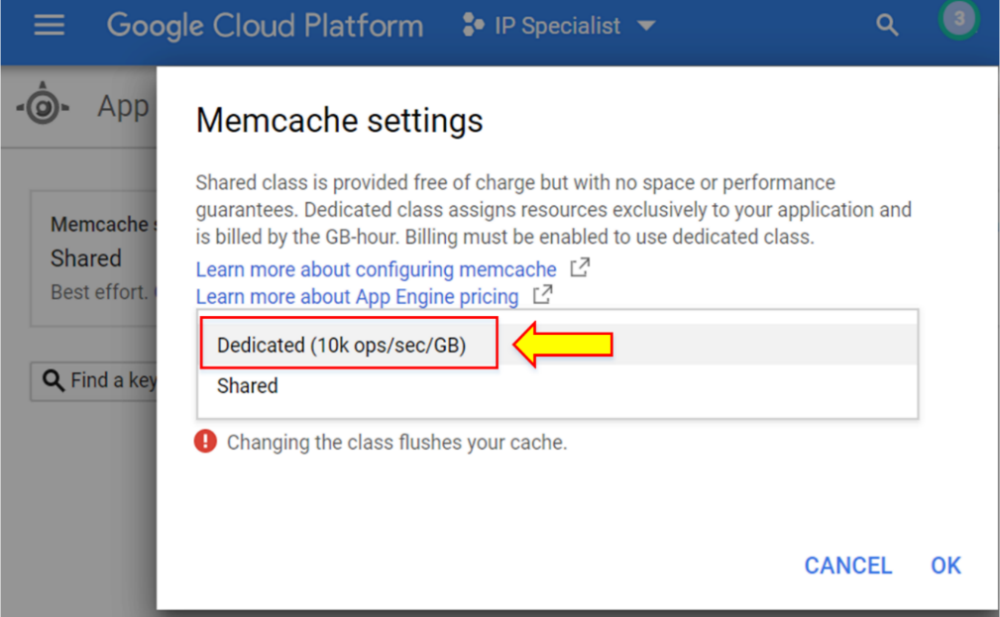 Google Cloud Platform
IP Specialist
3
App
Memcache settings
Shared class is provided free of charge but with no space or performance
guarantees. Dedicated class assigns resources exclusively to your application and
is billed by the GB-hour. Billing must be enabled to use dedicated class.
Learn more about configuring memcache
Learn more about App Engine pricing
Memcache
Shared
Best effort.
Dedicated (10k ops/sec/GB)
Shared
Find a key
Changing the class flushes your cache.
CANCEL
OK